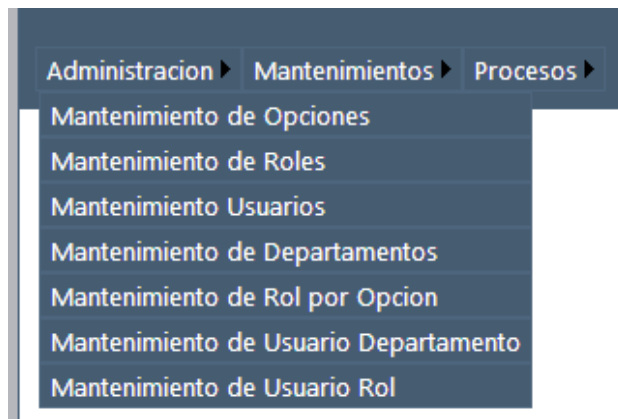 Administracion Mantenimientos Procesos
Mantenimiento de Opciones
Mantenimiento de Roles
Mantenimiento Usuarios
Mantenimiento de Departamentos
Mantenimiento de Rol por Opcion
Mantenimiento de Usuario Departamento
Mantenimiento de Usuario Rol